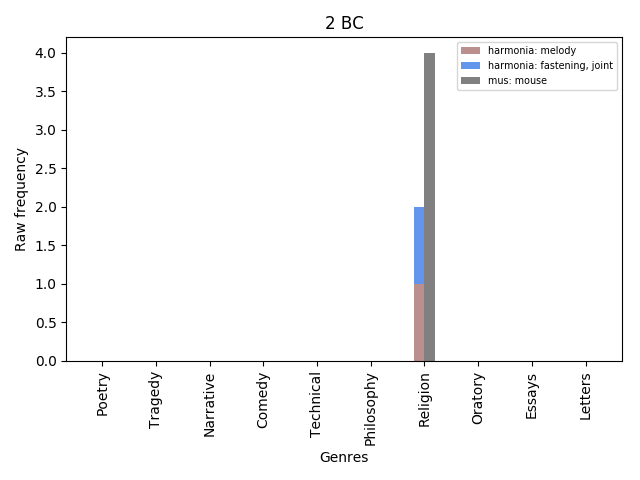 2 BC
harmonia: melody
harmonia: fastening, joint
mus: mouse
Raw frequency
4.0
3.5
3.0
2.5
2.0
1.5
1.0
0.5
0.0
Poetry
Tragedy
Narrative
Comedy
Technical
Philosophy
Religion
Oratory
Essays
Letters
Genres